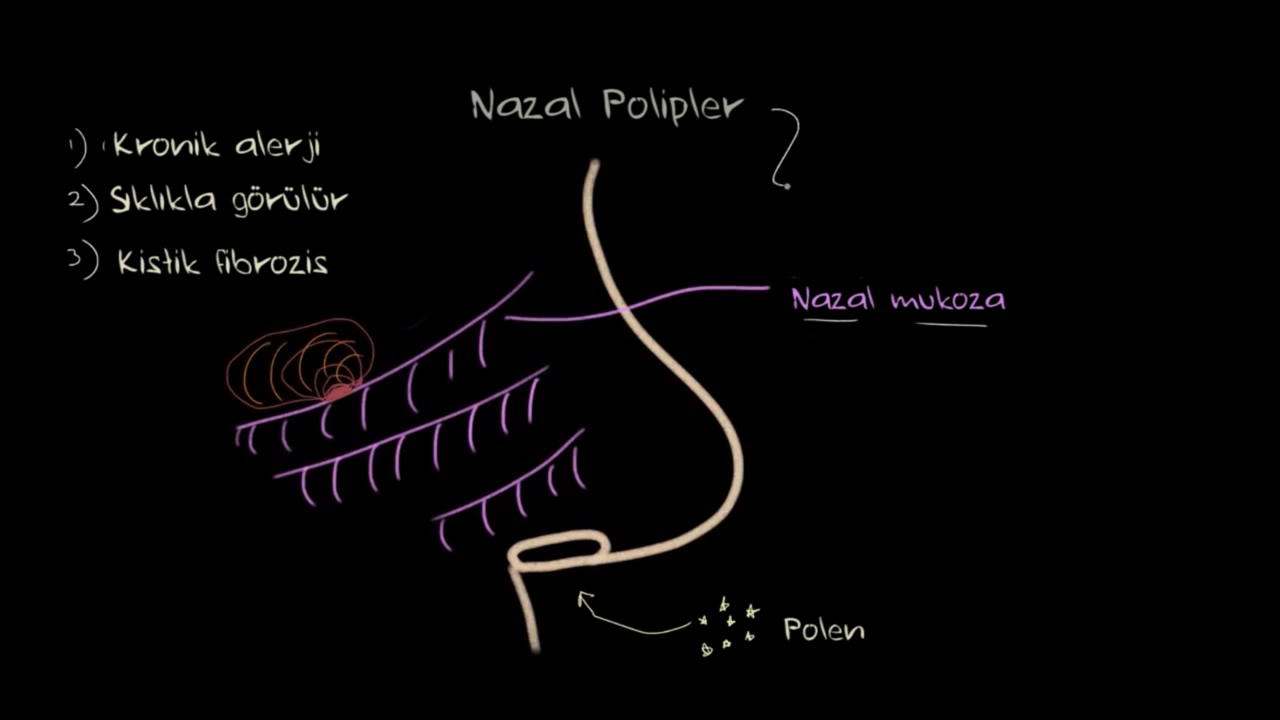 Nazal Polipler ?
1) Kronik alerji
2) Sıklıkla görülür
3) Kistik fibrozis
Nazal mukoza
Polen